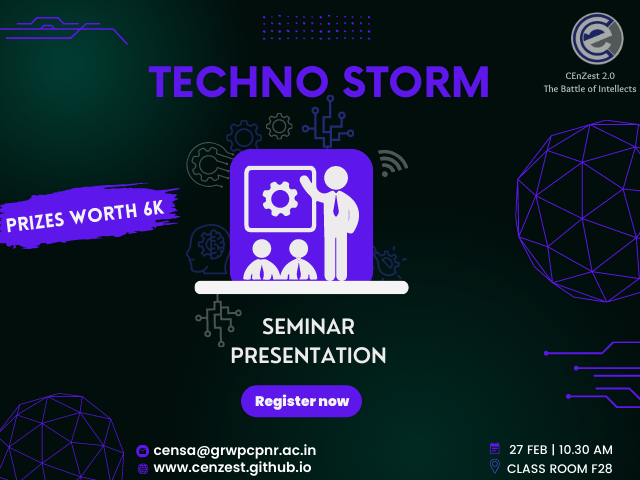 CEnZest 2.0
The Battle of Intellects
TECHNO STORM
PRIZES WORTH 6K
SEMINAR
PRESENTATION
Register now
censa@grwpcpnr.ac.in
www.cenzest.github.io
27 FEB | 10.30 AM
CLASS ROOM F28